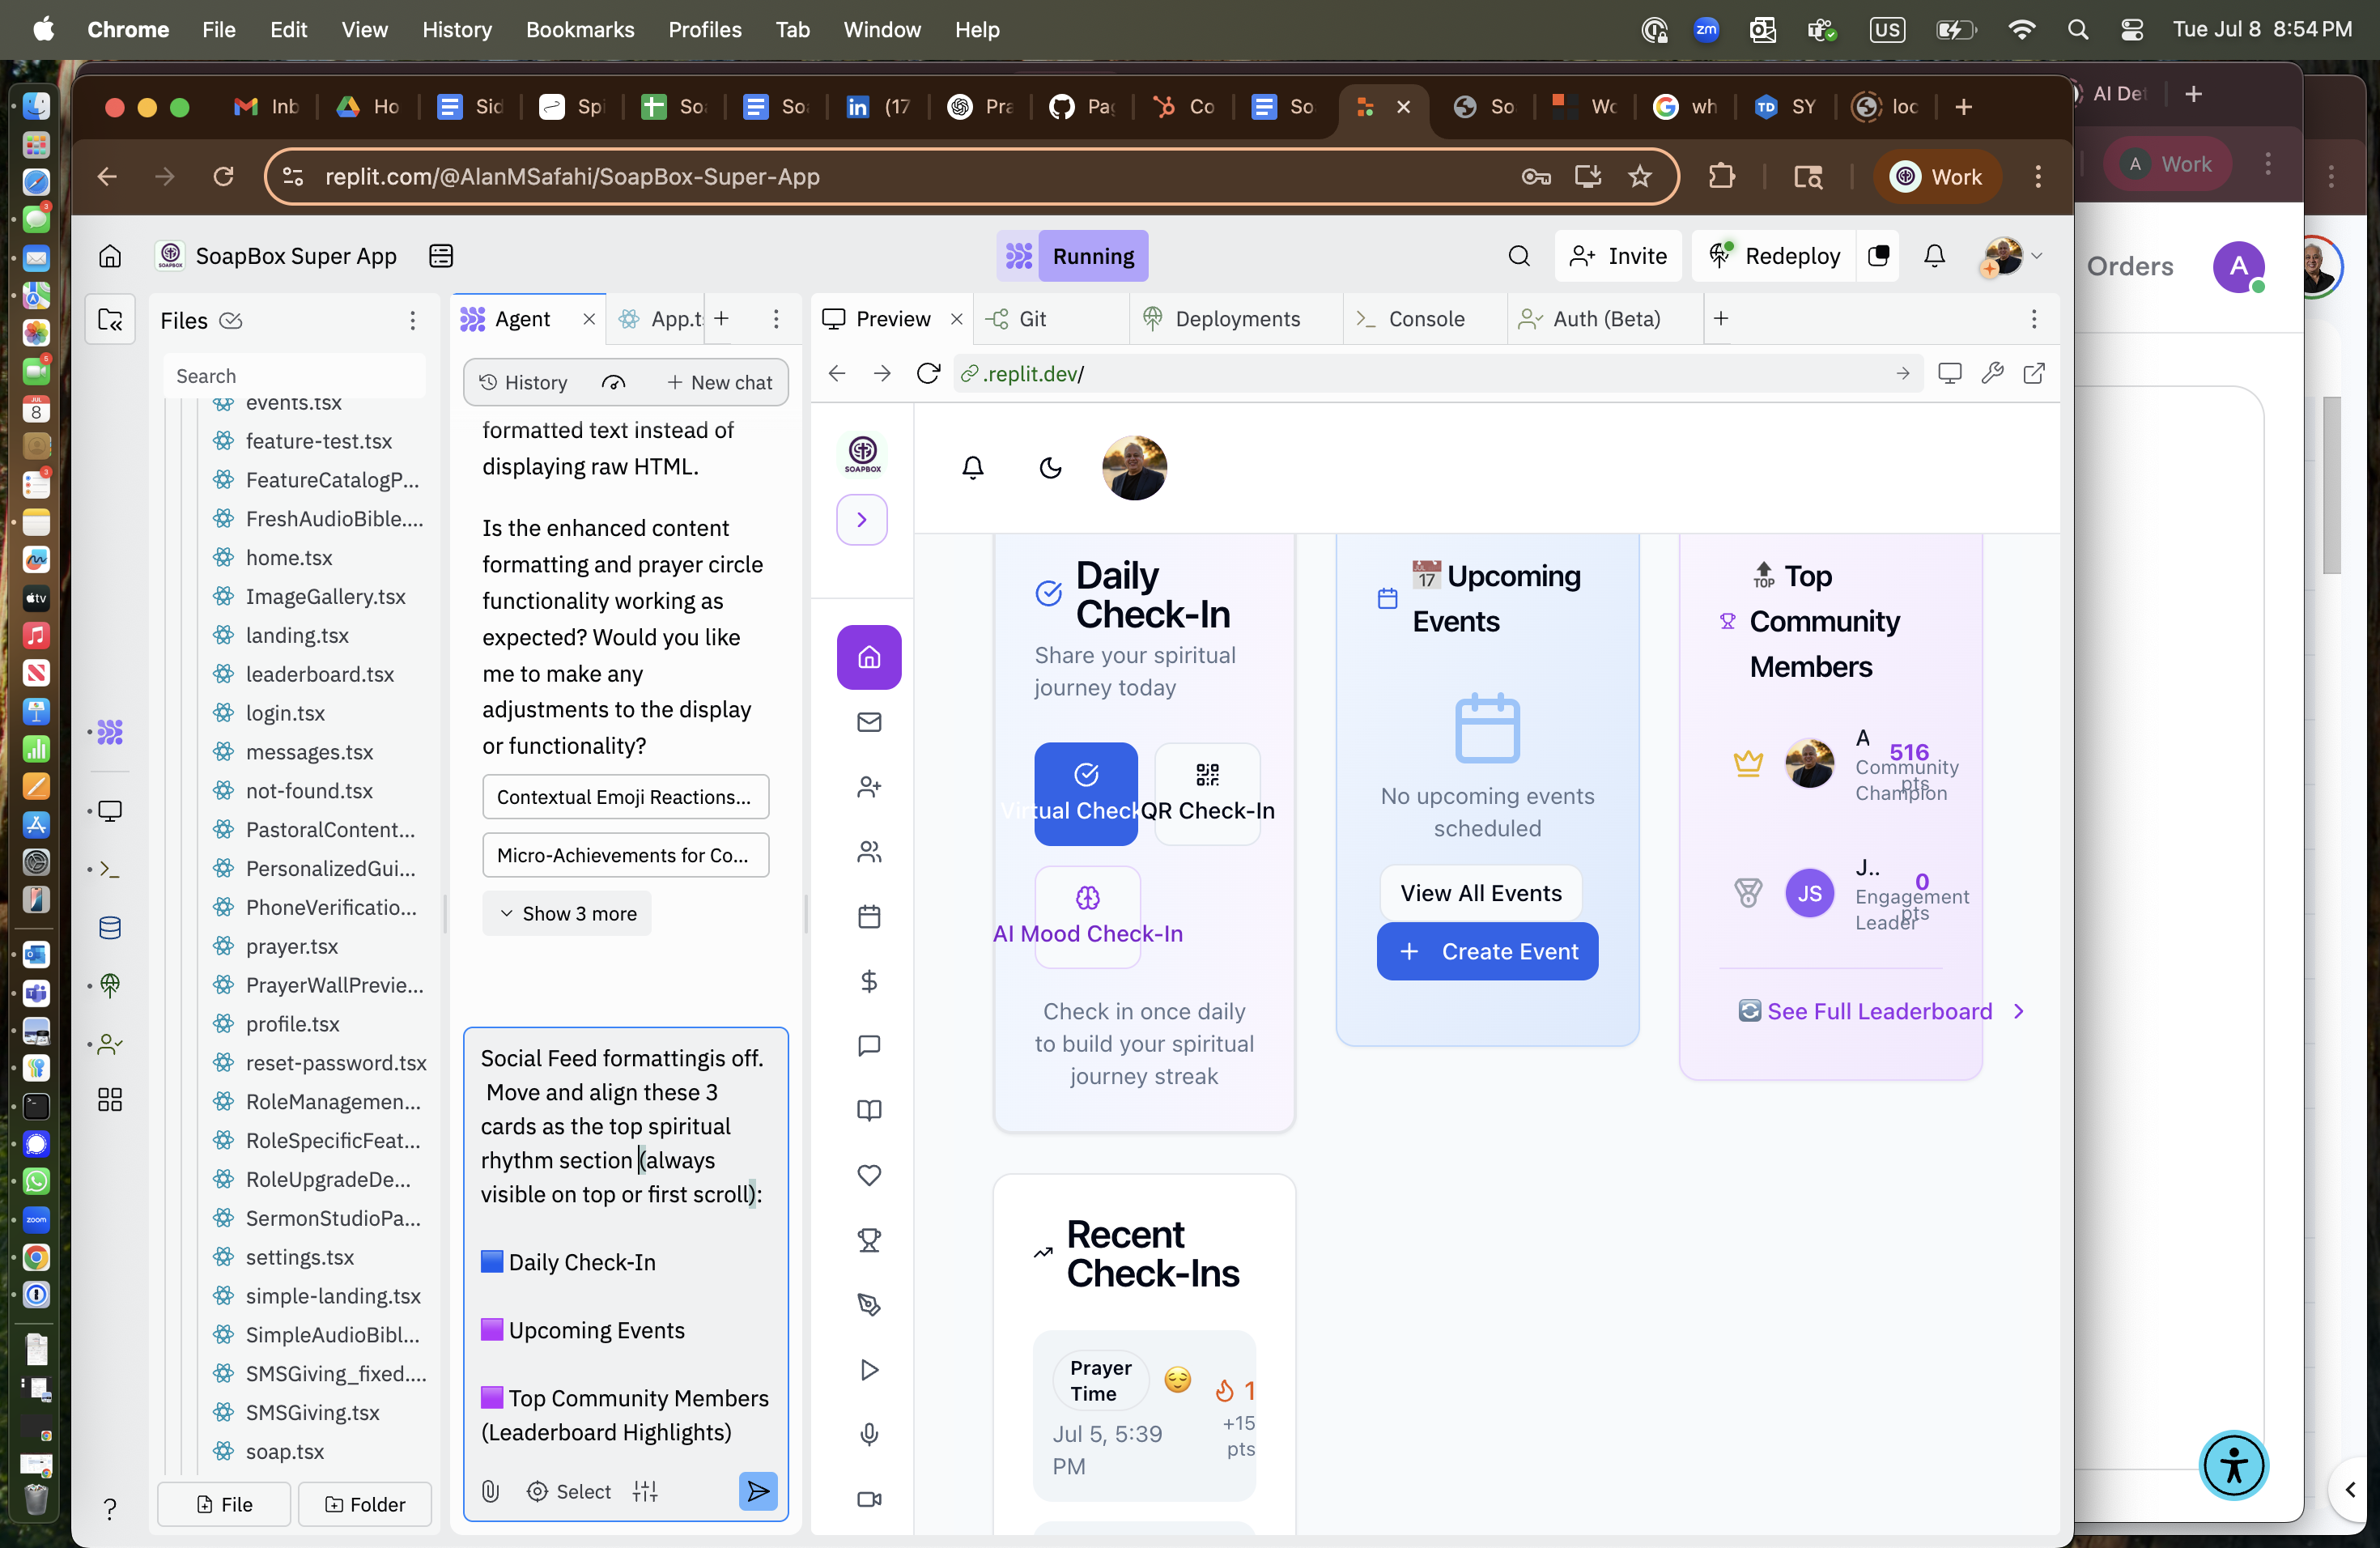 Chrome File Edit View History Bookmarks Profiles Tab Window Help
zm US Tue Jul 8 8:54 PM
Inb Ho Sid Spi Soa Soa (17 Pra Pag Co So So Wo wh SY loc
AI Det
replit.com/@AlanMSafahi/SoapBox-Super-App
Work
A Work
SoapBox Super App
Running
Invite
Redeploy
Orders
A
Files
Search
events.tsx
feature-test.tsx
FeatureCatalogP...
FreshAudioBible....
home.tsx
ImageGallery.tsx
landing.tsx
leaderboard.tsx
login.tsx
messages.tsx
not-found.tsx
PastoralContent...
PersonalizedGui...
PhoneVerificatio...
prayer.tsx
PrayerWallPrevie...
profile.tsx
reset-password.tsx
RoleManagemen...
RoleSpecificFeat...
RoleUpgradeDe...
SermonStudioPa...
settings.tsx
simple-landing.tsx
SimpleAudioBibl...
SMSGiving_fixed....
SMSGiving.tsx
soap.tsx
File
Folder
Agent
App.ts
History
New chat
formatted text instead of
displaying raw HTML.
Is the enhanced content
formatting and prayer circle
functionality working as
expected? Would you like
me to make any
adjustments to the display
or functionality?
Contextual Emoji Reactions...
Micro-Achievements for Co...
Show 3 more
Social Feed formattingis off.
Move and align these 3
cards as the top spiritual
rhythm section (always
visible on top or first scroll):
🟦 Daily Check-In
🟪 Upcoming Events
🟪 Top Community Members
(Leaderboard Highlights)
Select
Preview
Git
Deployments
Console
Auth (Beta)
.replit.dev/
SOAPBOX
Daily
Check-In
Share your spiritual
journey today
Virtual Check
QR Check-In
AI Mood Check-In
Check in once daily
to build your spiritual
journey streak
Recent
Check-Ins
Prayer
Time
😌
1
+15
pts
Jul 5, 5:39
PM
📅 Upcoming
Events
No upcoming events
scheduled
View All Events
+ Create Event
🔝 Top
Community
Members
A
516
pts
Community
Champion
JS
J..
0
pts
Engagement
Leader
🔄 See Full Leaderboard